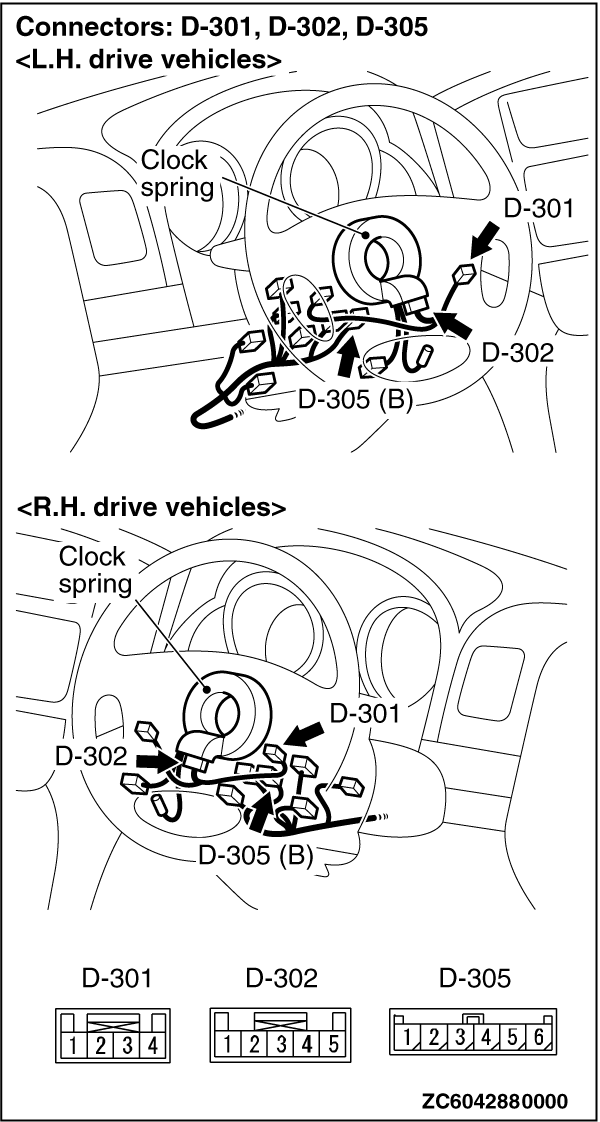 Connectors: D-301, D-302, D-305
<L.H. drive vehicles>
Clock
spring
D-301
D-302
D-305 (B)
<R.H. drive vehicles>
Clock
spring
D-301
D-302
D-305 (B)
D-301 D-302 D-305
1 2 3 4 1 2 3 4 5 1 2 3 4 5 6
ZC6042880000